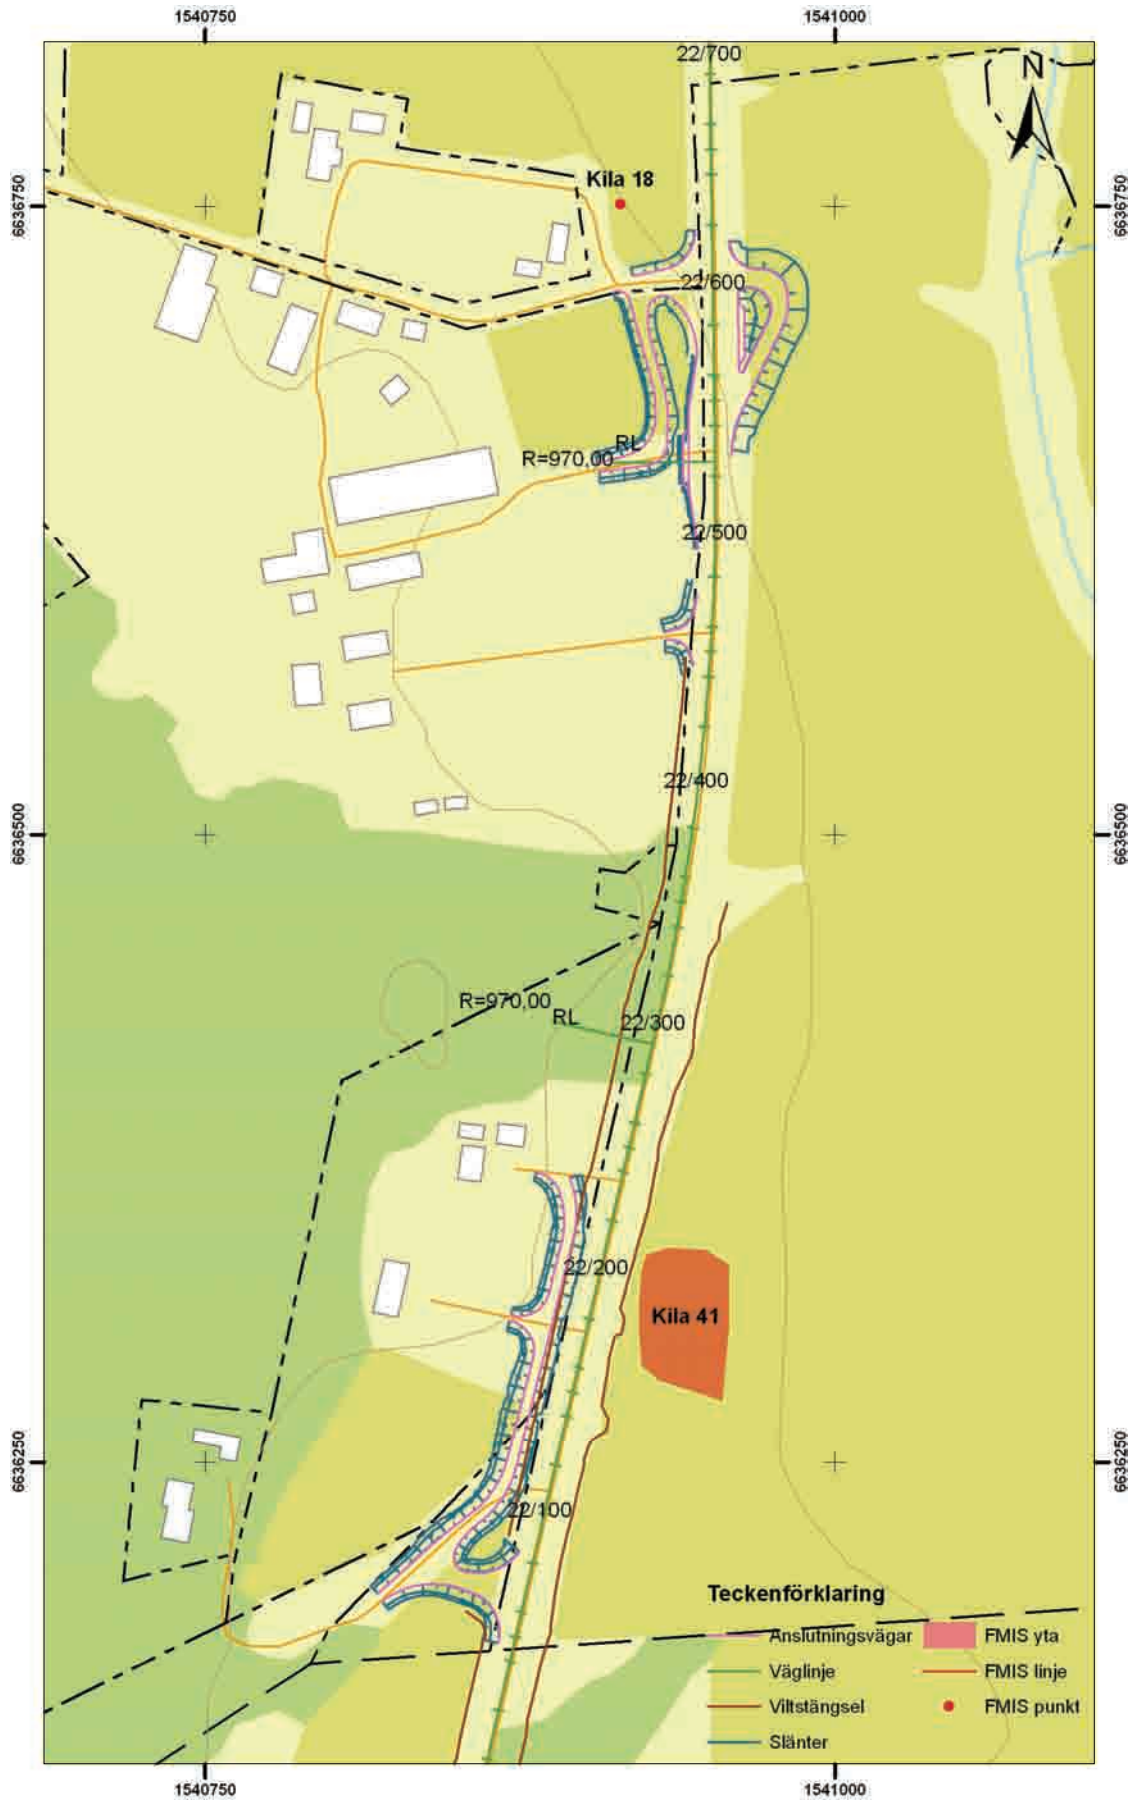 1540750
1541000
22/700
N
Kila 18
6636750
6636750
22/600
RL
R=970,00
22/500
22/400
6636500
6636500
R=970,00
RL
22/300
22/200
Kila 41
6636250
6636250
22/100
Teckenförklaring
Anslutningsvägar
Väglinje
Viltstängsel
Slänter
FMIS yta
FMIS linje
FMIS punkt
1540750
1541000